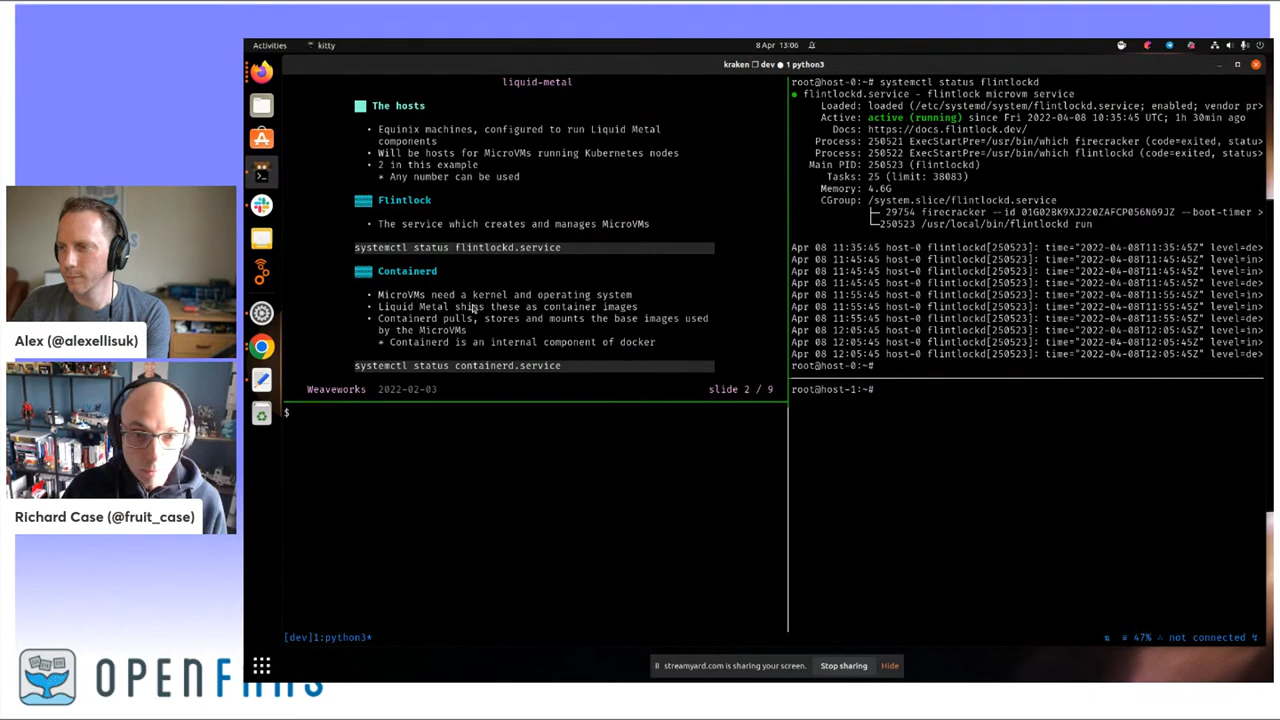 Activities
kitty
8 Apr 13:06
kraken dev ● 1 python3
liquid-metal
The hosts
• Equinix machines, configured to run Liquid Metal
components
• Will be hosts for MicroVMs running Kubernetes nodes
• 2 in this example
* Any number can be used
Flintlock
• The service which creates and manages MicroVMs
systemctl status flintlockd.service
Containerd
• MicroVMs need a kernel and operating system
• Liquid Metal ships these as container images
• Containerd pulls, stores and mounts the base images used
by the MicroVMs
* Containerd is an internal component of docker
systemctl status containerd.service
Weaveworks 2022-02-03 slide 2 / 9
$
root@host-0:~# systemctl status flintlockd
● flintlockd.service - flintlock microvm service
Loaded: loaded (/etc/systemd/system/flintlockd.service; enabled; vendor pr>
Active: active (running) since Fri 2022-04-08 10:35:45 UTC; 1h 30min ago
Docs: https://docs.flintlock.dev/
Process: 250521 ExecStartPre=/usr/bin/which firecracker (code=exited, statu>
Process: 250522 ExecStartPre=/usr/bin/which flintlockd (code=exited, status>
Main PID: 250523 (flintlockd)
Tasks: 25 (limit: 38083)
Memory: 4.6G
CGroup: /system.slice/flintlockd.service
├─ 29754 firecracker --id 01G02BK9XJ220ZAFCP056N69JZ --boot-timer >
└─250523 /usr/local/bin/flintlockd run
Apr 08 11:35:45 host-0 flintlockd[250523]: time="2022-04-08T11:35:45Z" level=de>
Apr 08 11:35:45 host-0 flintlockd[250523]: time="2022-04-08T11:35:45Z" level=in>
Apr 08 11:45:45 host-0 flintlockd[250523]: time="2022-04-08T11:45:45Z" level=in>
Apr 08 11:45:45 host-0 flintlockd[250523]: time="2022-04-08T11:45:45Z" level=de>
Apr 08 11:55:45 host-0 flintlockd[250523]: time="2022-04-08T11:55:45Z" level=in>
Apr 08 11:55:45 host-0 flintlockd[250523]: time="2022-04-08T11:55:45Z" level=in>
Apr 08 11:55:45 host-0 flintlockd[250523]: time="2022-04-08T11:55:45Z" level=de>
Apr 08 12:05:45 host-0 flintlockd[250523]: time="2022-04-08T12:05:45Z" level=in>
Apr 08 12:05:45 host-0 flintlockd[250523]: time="2022-04-08T12:05:45Z" level=in>
Apr 08 12:05:45 host-0 flintlockd[250523]: time="2022-04-08T12:05:45Z" level=de>
root@host-0:~#
root@host-1:~#
[dev]1:python3*
47% not connected
streamyard.com is sharing your screen.
Stop sharing
Hide
Alex (@alexellisuk)
Richard Case (@fruit_case)
OPENFAAS